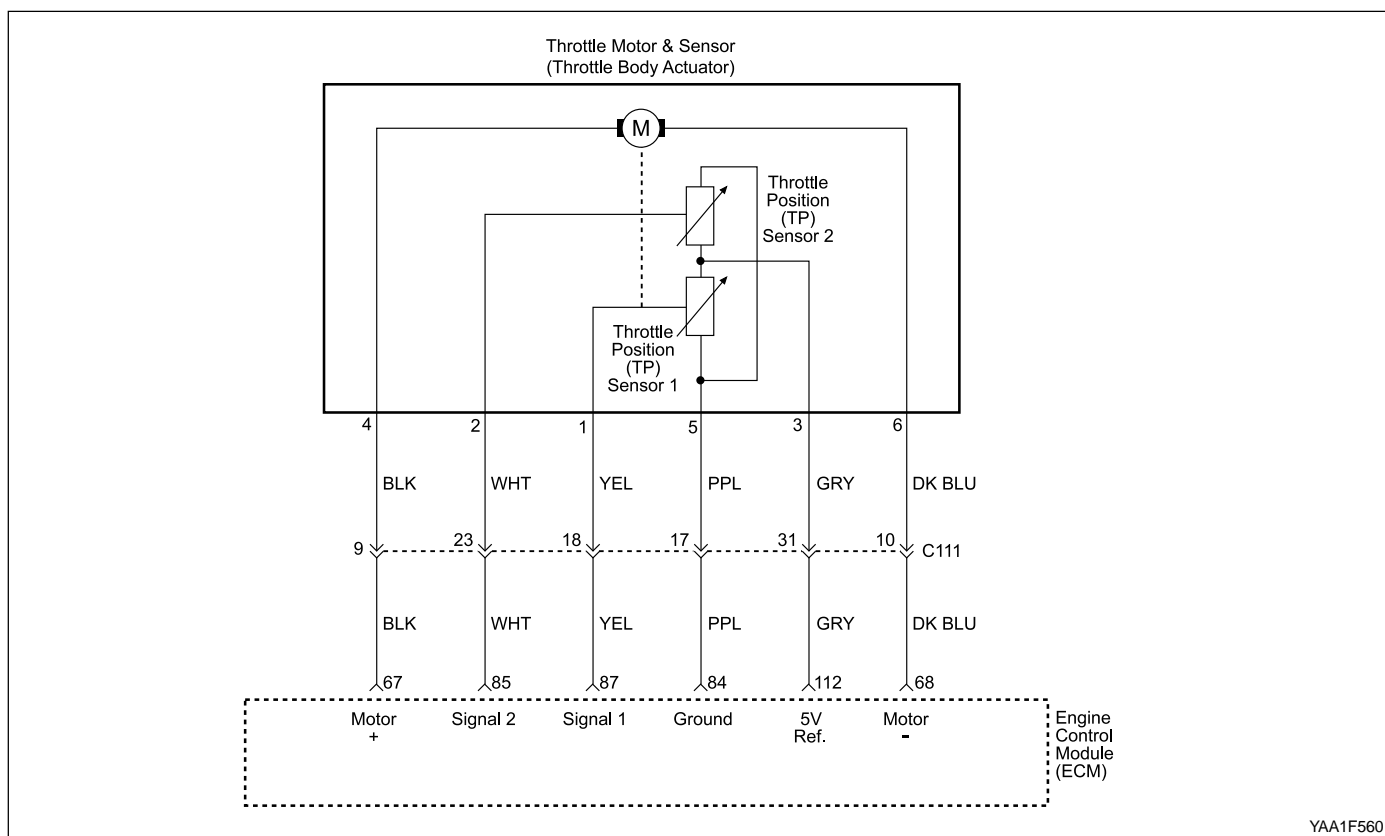 Throttle Motor & Sensor
(Throttle Body Actuator)
M
Throttle
Position
(TP)
Sensor 2
Throttle
Position
(TP)
Sensor 1
4 2 1 5 3 6
BLK WHT YEL PPL GRY DK BLU
9 23 18 17 31 10 C111
BLK WHT YEL PPL GRY DK BLU
67 85 87 84 112 68
Motor
+
Signal 2
Signal 1
Ground
5V
Ref.
Motor
-
Engine
Control
Module
(ECM)
YAA1F560